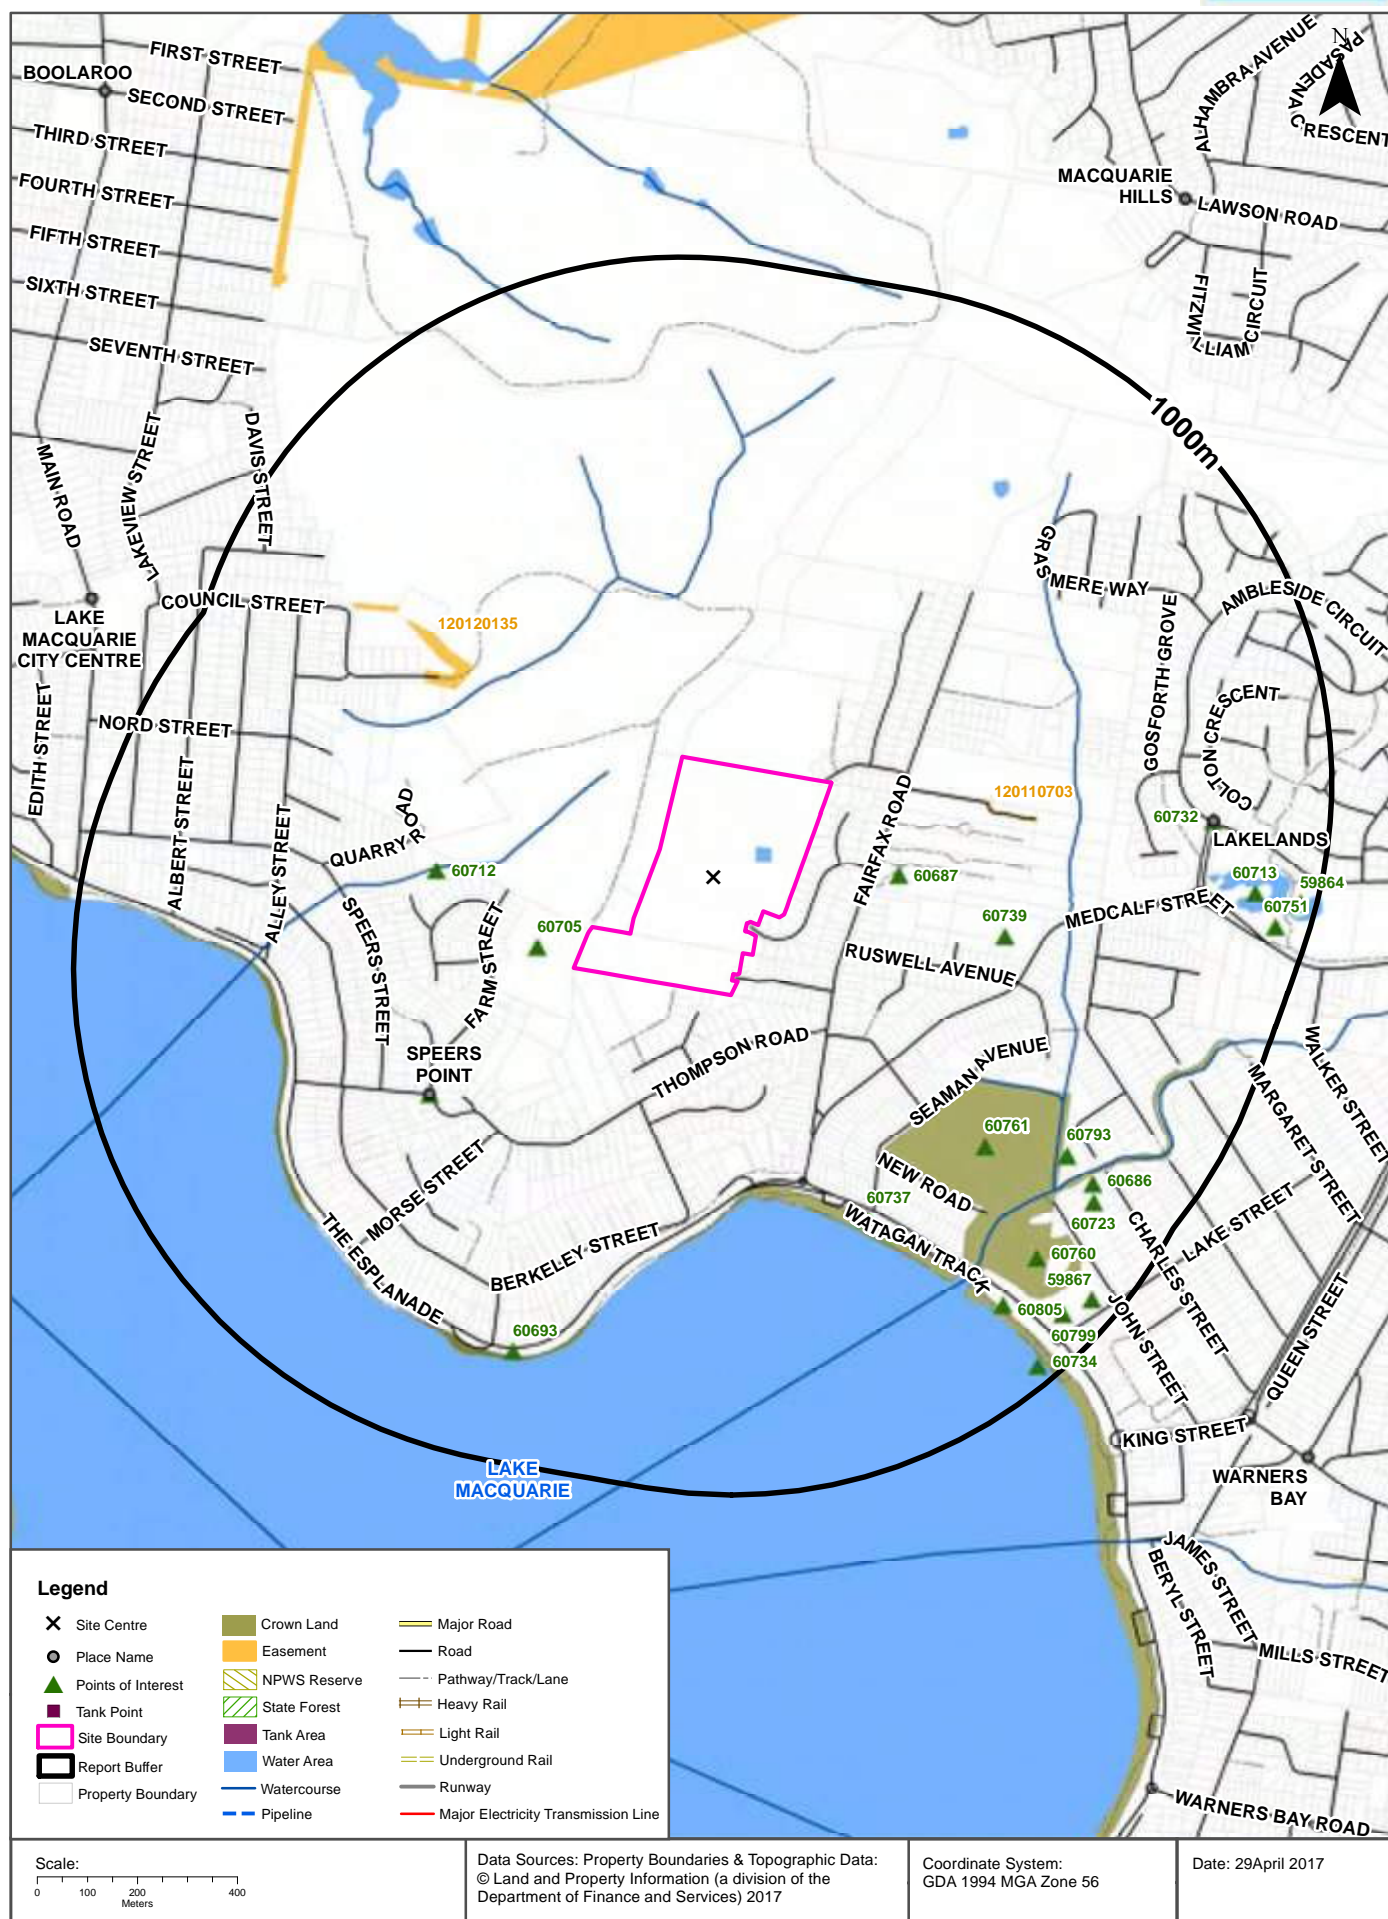 N
FIRST STREET
BOOLAROO
SECOND STREET
THIRD STREET
FOURTH STREET
FIFTH STREET
SIXTH STREET
SEVENTH STREET
ALHAMBRA AVENUE
PASADENA
CRESCENT
MACQUARIE
HILLS
LAWSON ROAD
FITZWILLIAM
CIRCUIT
1000m
MAIN ROAD
LAKEVIEW STREET
DAVIS STREET
LAKE
MACQUARIE
CITY CENTRE
COUNCIL STREET
120120135
GRASMERE WAY
GOSFORTH GROVE
AMBLESIDE CIRCUIT
COLTON CRESCENT
EDITH STREET
NORD STREET
ALBERT STREET
ALLEY STREET
QUARRY ROAD
60712
SPEERS STREET
FARM STREET
60705
FAIRFAX ROAD
120110703
60687
60732
LAKELANDS
60713
59864
60751
60739
MEDCALF STREET
RUSWELL AVENUE
SPEERS
POINT
THOMPSON ROAD
SEAMAN AVENUE
WALKER STREET
MARGARET STREET
60761
60793
60686
60723
60737
NEW ROAD
MORSE STREET
THE ESPLANADE
BERKELEY STREET
WATAGAN TRACK
CHARLES STREET
LAKE STREET
60760
59867
60805
60799
60734
JOHN STREET
QUEEN STREET
60693
KING STREET
LAKE
MACQUARIE
WARNERS
BAY
JAMES STREET
BERYL STREET
MILLS STREET
WARNERS BAY ROAD
Legend
Site Centre
Place Name
Points of Interest
Tank Point
Site Boundary
Report Buffer
Property Boundary
Crown Land
Easement
NPWS Reserve
State Forest
Tank Area
Water Area
Watercourse
Pipeline
Major Road
Road
Pathway/Track/Lane
Heavy Rail
Light Rail
Underground Rail
Runway
Major Electricity Transmission Line
Scale:
0 100 200 400
Meters
Data Sources: Property Boundaries & Topographic Data:
© Land and Property Information (a division of the
Department of Finance and Services) 2017
Coordinate System:
GDA 1994 MGA Zone 56
Date: 29April 2017